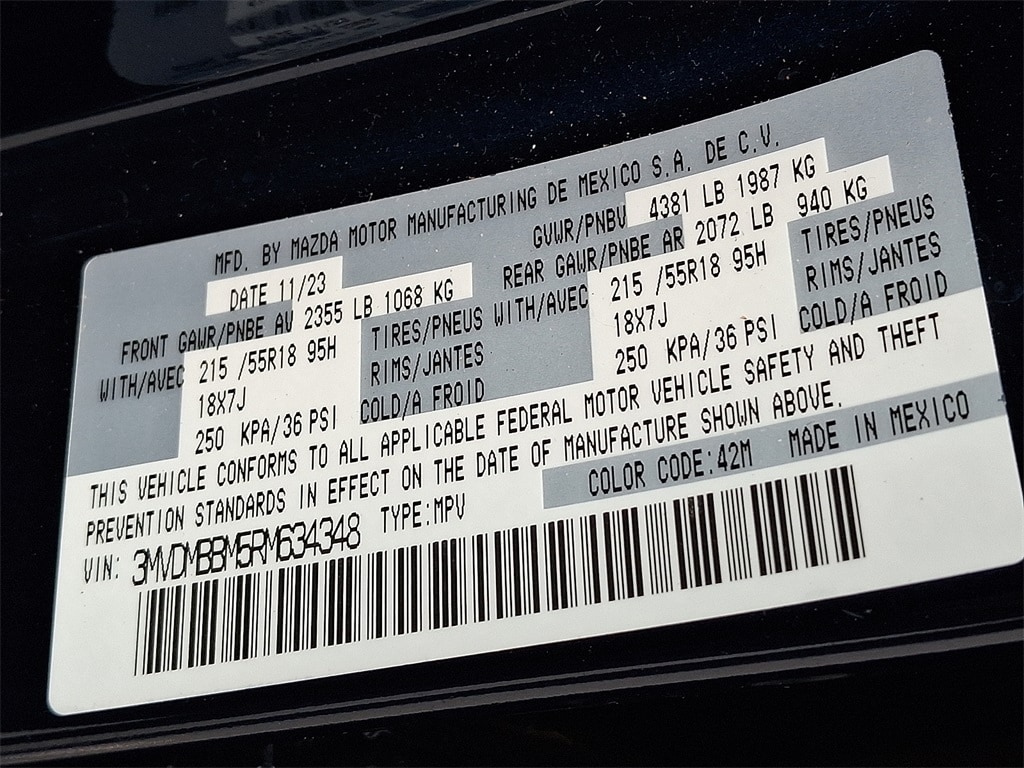 MFD. BY MAZDA MOTOR MANUFACTURING DE MEXICO S.A. DE C.V.
DATE 11/23 GVWR/PNBV 4381 LB 1987 KG
FRONT GAWR/PNBE AV 2355 LB 1068 KG REAR GAWR/PNBE AR 2072 LB 940 KG
WITH/AVEC 215 /55R18 95H TIRES/PNEUS WITH/AVEC 215 /55R18 95H TIRES/PNEUS
18X7J RIMS/JANTES 18X7J RIMS/JANTES
250 KPA/36 PSI COLD/A FROID 250 KPA/36 PSI COLD/A FROID
THIS VEHICLE CONFORMS TO ALL APPLICABLE FEDERAL MOTOR VEHICLE SAFETY AND THEFT
PREVENTION STANDARDS IN EFFECT ON THE DATE OF MANUFACTURE SHOWN ABOVE.
COLOR CODE:42M MADE IN MEXICO
VIN: 3MVDMBBM5RM634348 TYPE:MPV